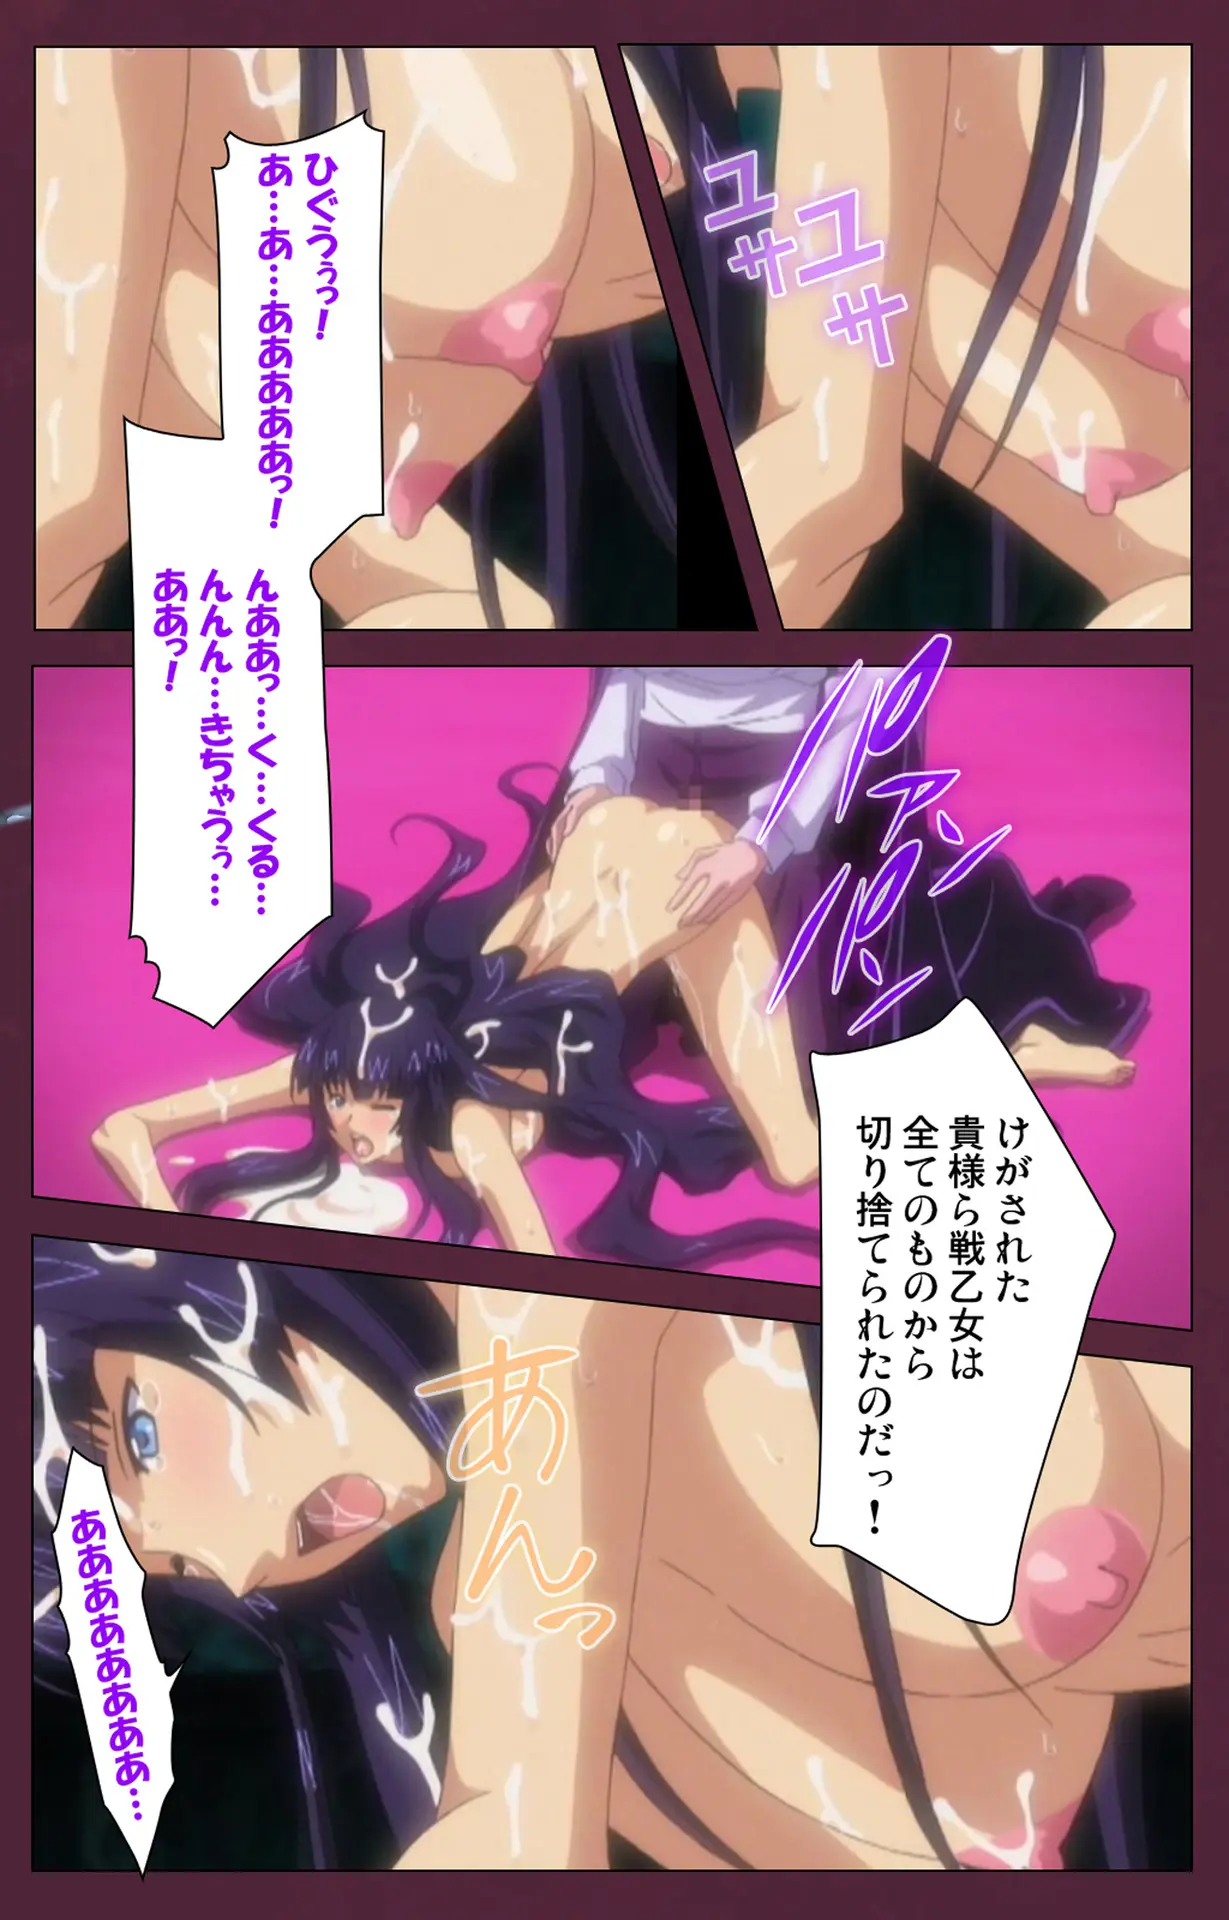 ユサ
ユサ
ひぐうぅっ！
あ…あ…あああああっ！
んああっ…く…くる…
んんん…きちゃうぅ…
ああっ！
パァン
パン
けがされた
貴様ら戦乙女は
全てのものから
切り捨てられたのだっ！
あんっ
ああああああああ…